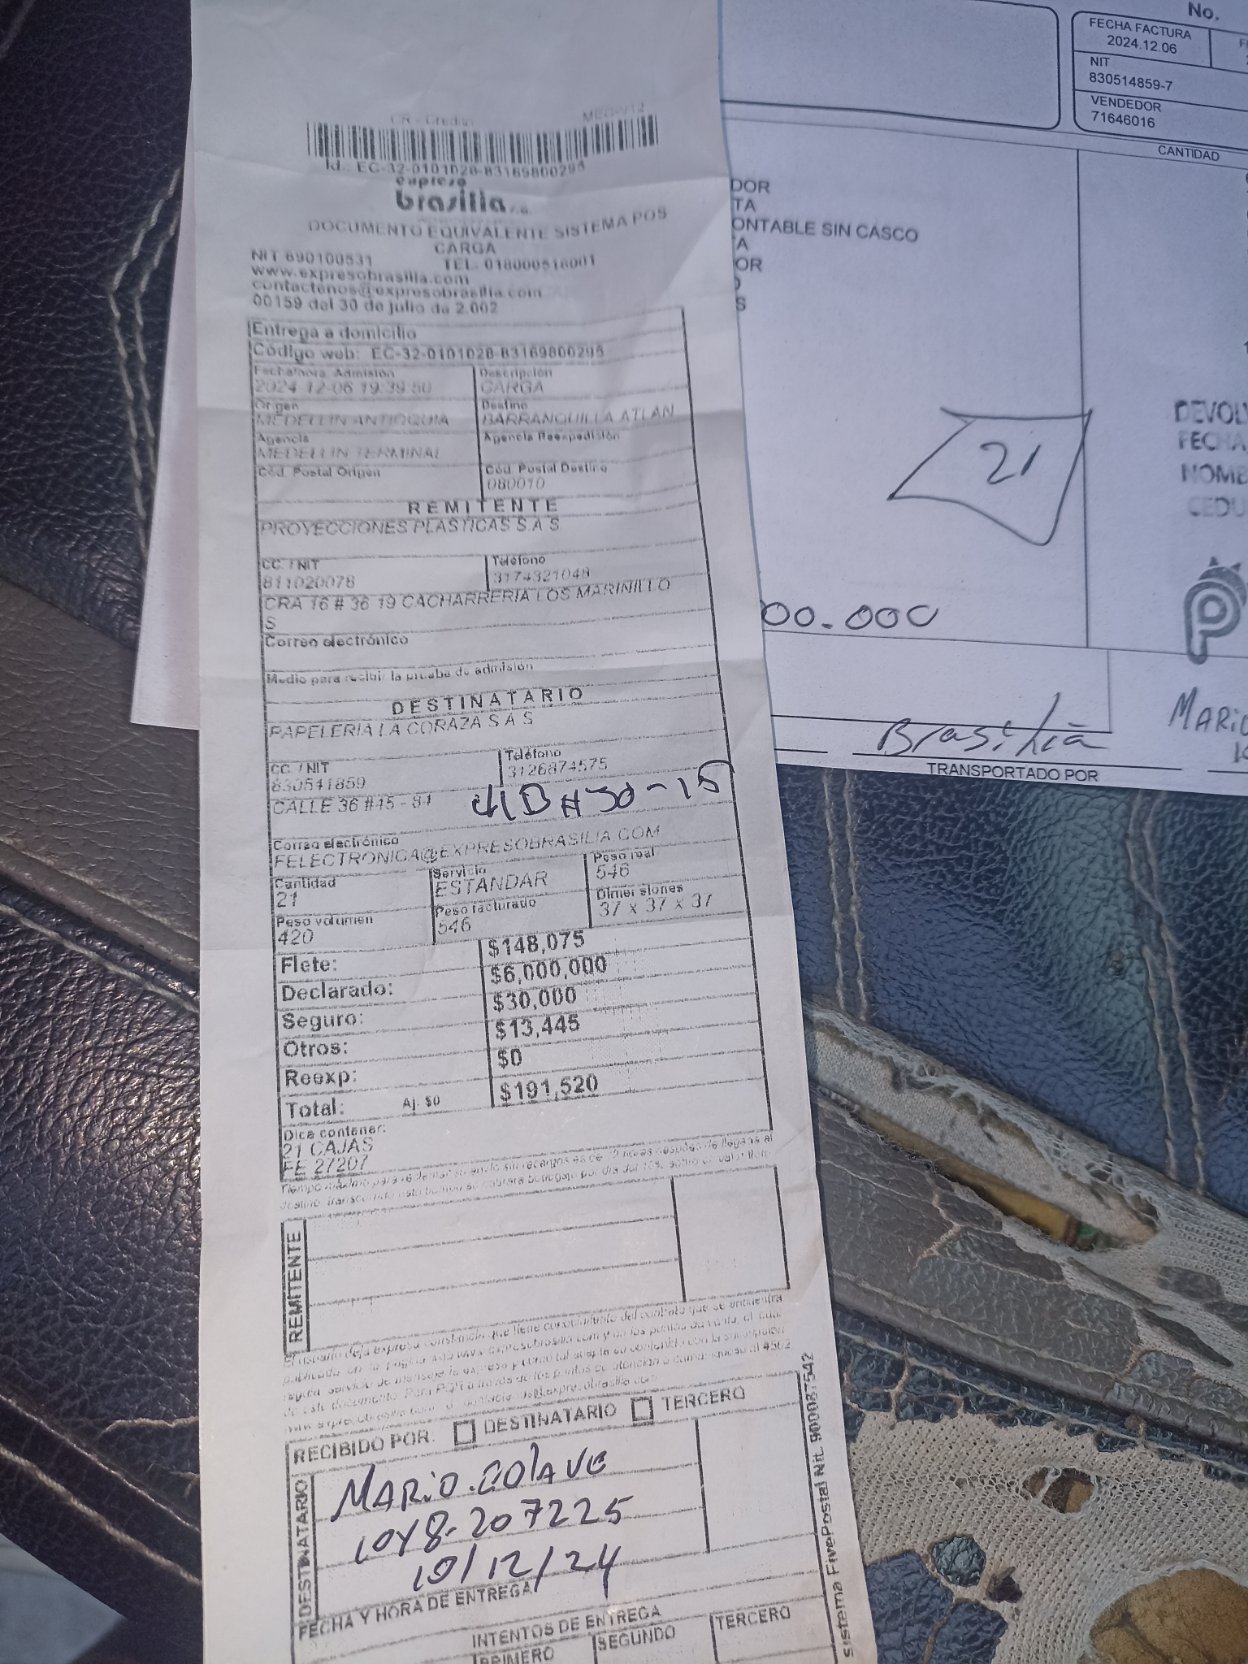 CR - Credito
Id.: EC-32-0101028-83169800295
expreso
brasilia s.a.
DOCUMENTO EQUIVALENTE SISTEMA POS
CARGA
NIT 890100531 TEL. 018000518001
www.expresobrasilia.com
contactenos@expresobrasilia.com
00159 del 30 de julio de 2.002
Entrega a domicilio
Código web: EC-32-0101028-83169800295
Fecha/hora Admisión Descripción
2024-12-06 19:39:50 CARGA
Origen Destino
MEDELLIN ANTIOQUIA BARRANQUILLA ATLAN
Agencia Agencia Reexpedisión
MEDELLIN TERMINAL
Cód. Postal Origen Cód. Postal Destino
080010
REMITENTE
PROYECCIONES PLASTICAS S.A S
CC. / NIT Teléfono
811020078 3174321048
CRA 16 # 36 19 CACHARRERIA LOS MARINILLO
S
Correo electrónico
Medio para recibir la prueba de admisión
DESTINATARIO
PAPELERIA LA CORAZA S A S
CC. / NIT Teléfono
830541859 3126874575
CALLE 36 #45 - 84 41B #30-15
Correo electrónico
FELECTRONICA@EXPRESOBRASILIA.COM
Cantidad Servicio Peso real
21 ESTANDAR 546
Peso volumen Peso facturado Dimensiones
420 546 37 x 37 x 37
Flete: $148,075
Declarado: $6,000,000
Seguro: $30,000
Otros: $13,445
Reexp: $0
Total: Aj. $0 $191,520
Dice contener:
21 CAJAS
FE 27207
REMITENTE
RECIBIDO POR: DESTINATARIO TERCERO
DESTINATARIO
MARIO.OLAVE
1048-207225
10/12/24
FECHA Y HORA DE ENTREGA
INTENTOS DE ENTREGA
PRIMERO SEGUNDO TERCERO
sistema FivePostal Nit. 900087542
No.
FECHA FACTURA
2024.12.06
NIT
830514859-7
VENDEDOR
71646016
CANTIDAD
DOR
TA
ONTABLE SIN CASCO
A
OR
S
21
DEVOL
FECHA
NOMB
CEDU
00.000
Brasilia
TRANSPORTADO POR
MARIO